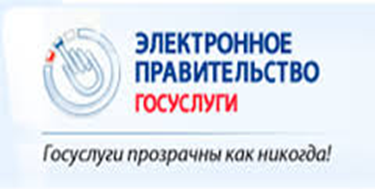 ЭЛЕКТРОННОЕ
ПРАВИТЕЛЬСТВО
ГОСУСЛУГИ
Госуслуги прозрачны как никогда!